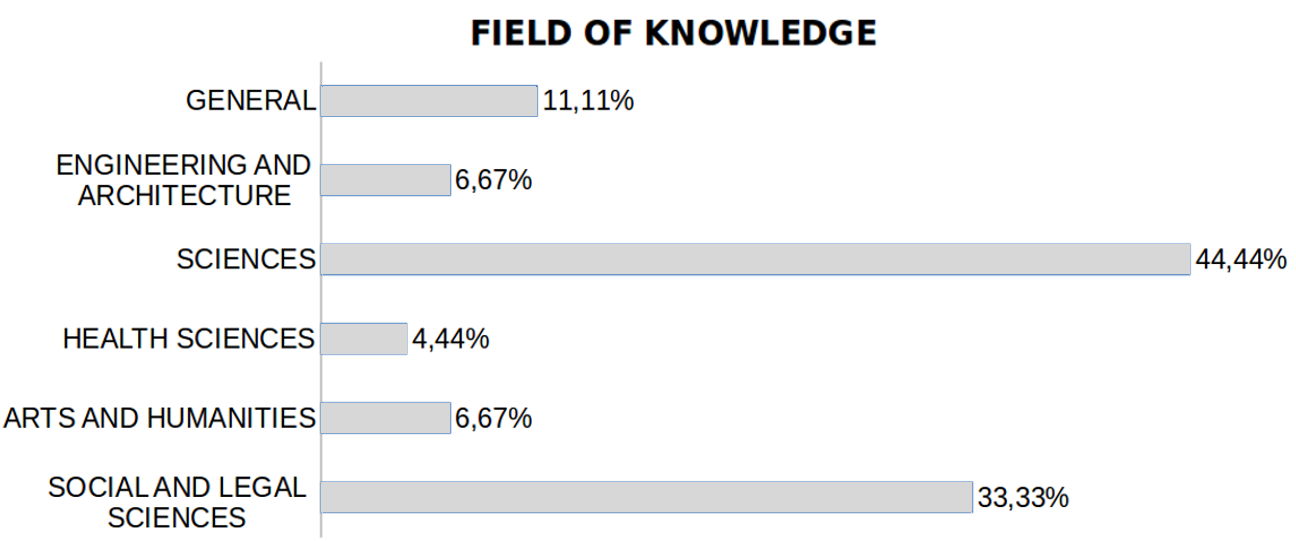 FIELD OF KNOWLEDGE
GENERAL 11,11%
ENGINEERING AND
ARCHITECTURE 6,67%
SCIENCES 44,44%
HEALTH SCIENCES 4,44%
ARTS AND HUMANITIES 6,67%
SOCIAL AND LEGAL
SCIENCES 33,33%